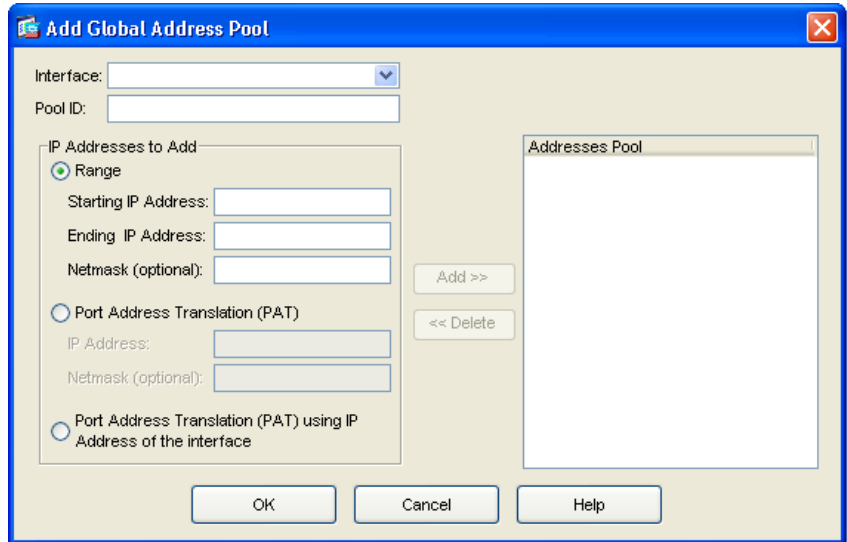 Add Global Address Pool
Interface:
Pool ID:
IP Addresses to Add
Range
Starting IP Address:
Ending IP Address:
Netmask (optional):
Port Address Translation (PAT)
IP Address:
Netmask (optional):
Port Address Translation (PAT) using IP
Address of the interface
Add >>
<< Delete
Addresses Pool
OK
Cancel
Help